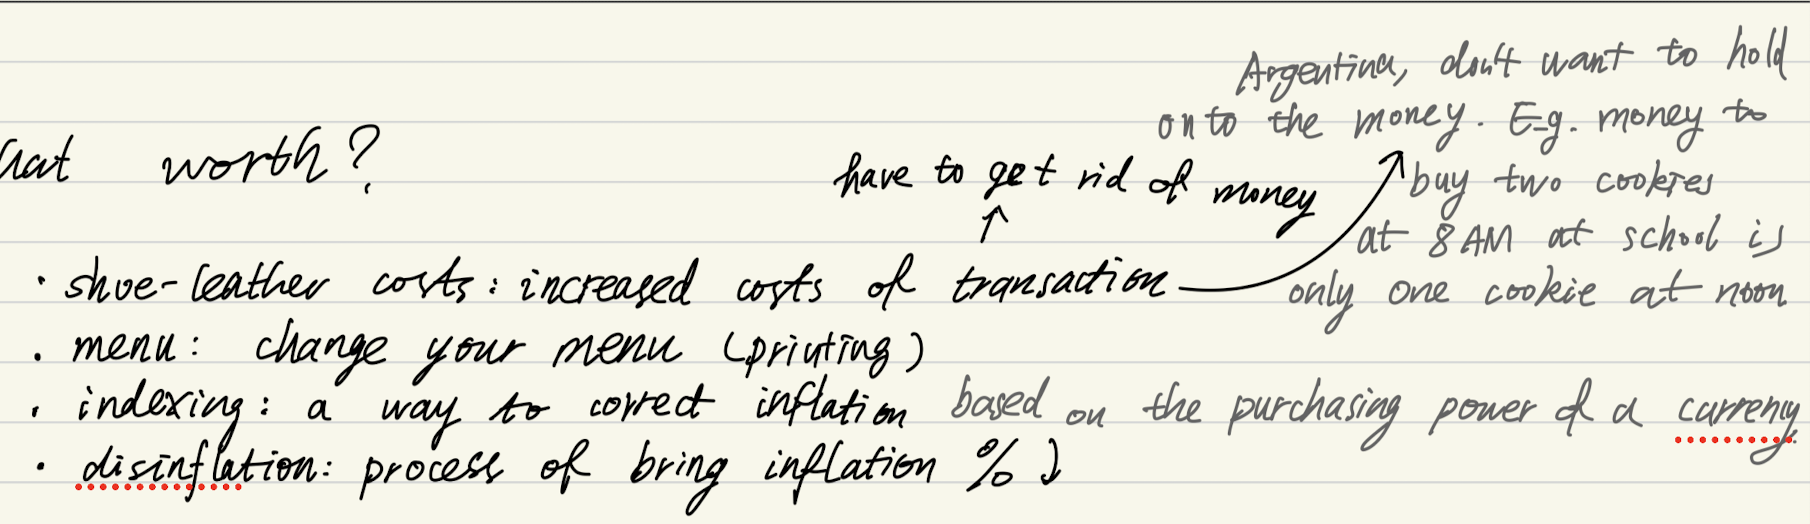 Argentina, don't want to hold
onto the money. E.g. money to
worth?
have to get rid of money
buy two cookies
at 8AM at school is
only one cookie at noon
· shoe-leather costs: increased costs of transaction
· menu: change your menu (printing)
· indexing: a way to correct inflation based on the purchasing power of a currency
· disinflation: process of bring inflation % ↓